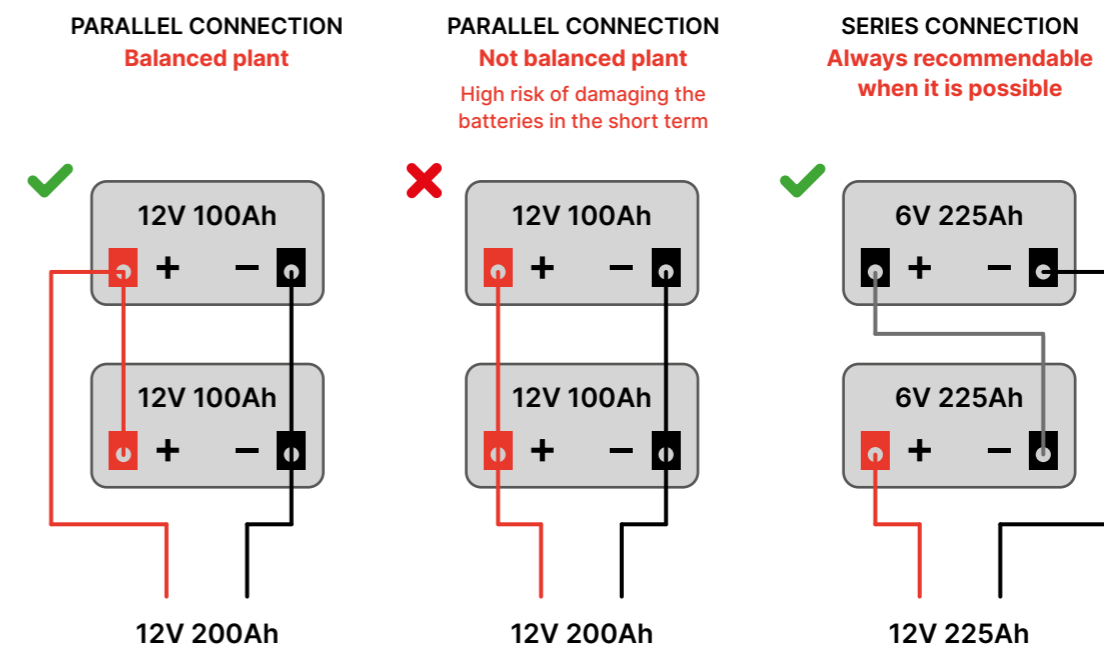 PARALLEL CONNECTION
Balanced plant
12V 100Ah
+ −
12V 100Ah
+ −
12V 200Ah
PARALLEL CONNECTION
Not balanced plant
High risk of damaging the
batteries in the short term
12V 100Ah
+ −
12V 100Ah
+ −
12V 200Ah
SERIES CONNECTION
Always recommendable
when it is possible
6V 225Ah
+ −
6V 225Ah
+ −
12V 225Ah